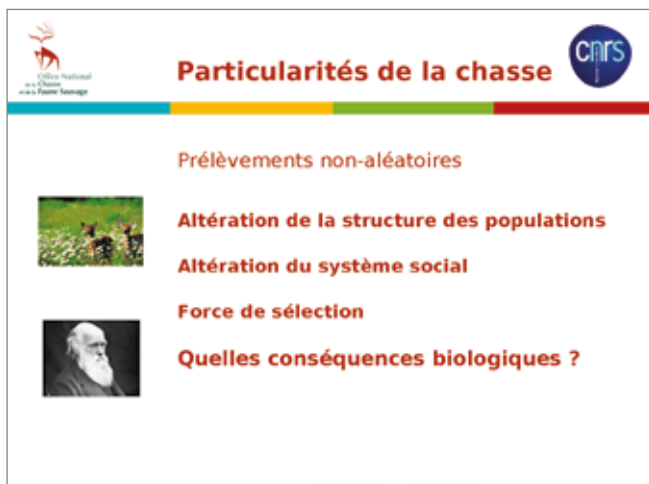 Office National
de la Chasse
et de la Faune Sauvage
Particularités de la chasse
cnrs
Prélèvements non-aléatoires
Altération de la structure des populations
Altération du système social
Force de sélection
Quelles conséquences biologiques ?